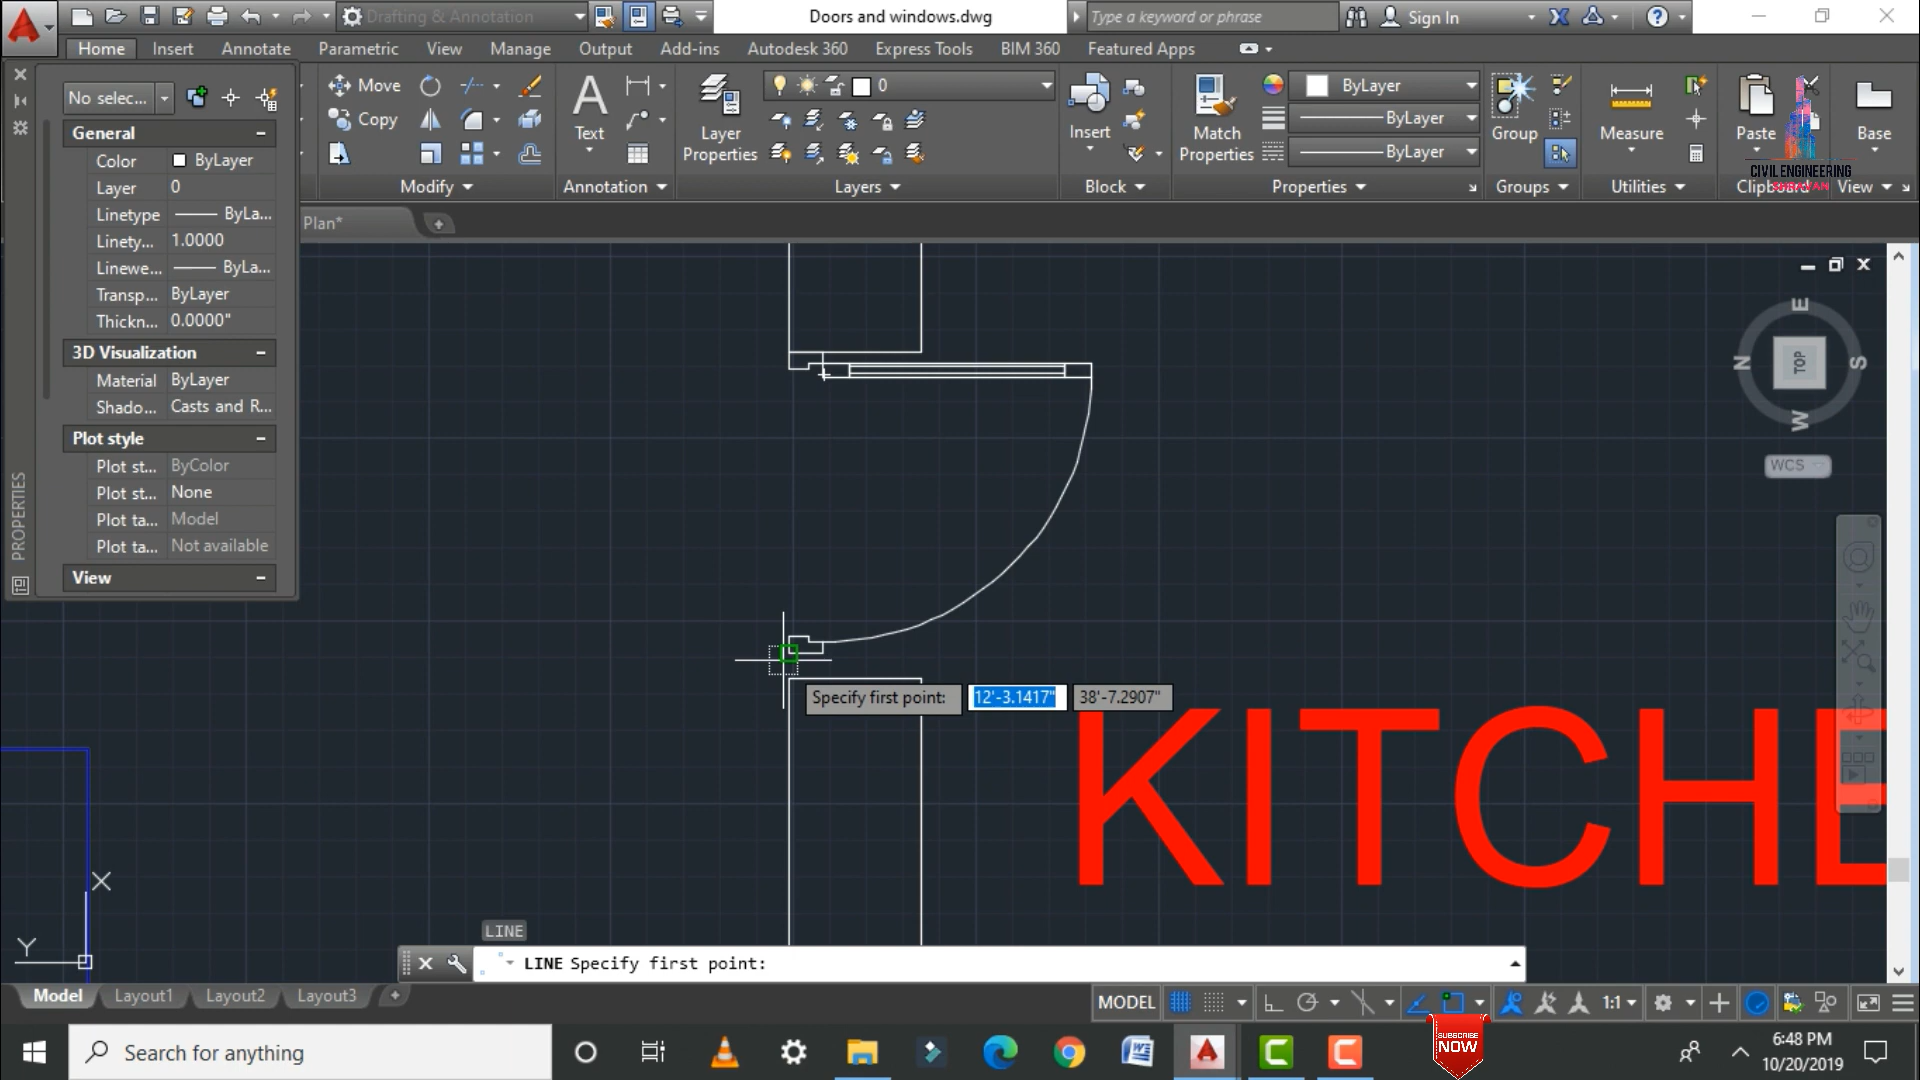 Drafting & Annotation
Doors and windows.dwg
Type a keyword or phrase
Sign In
Home
Insert
Annotate
Parametric
View
Manage
Output
Add-ins
Autodesk 360
Express Tools
BIM 360
Featured Apps
No selec...
General
Color ByLayer
Layer 0
Linetype ByLa...
Linety... 1.0000
Linewe... ByLa...
Transp... ByLayer
Thickn... 0.0000"
3D Visualization
Material ByLayer
Shado... Casts and R...
Plot style
Plot st... ByColor
Plot st... None
Plot ta... Model
Plot ta... Not available
View
PROPERTIES
Move
Copy
Modify
Text
Annotation
Layer
Properties
0
Layers
Insert
Block
Match
Properties
ByLayer
ByLayer
ByLayer
Properties
Group
Groups
Measure
Utilities
Paste
Base
CIVIL ENGINEERING
SHRAVAN
View
Plan*
E
N
TOP
S
W
WCS
Specify first point:
12'-3.1417"
38'-7.2907"
KITCHE
X
Y
LINE
LINE Specify first point:
Model
Layout1
Layout2
Layout3
MODEL
1:1
Search for anything
SUBSCRIBE
NOW
6:48 PM
10/20/2019